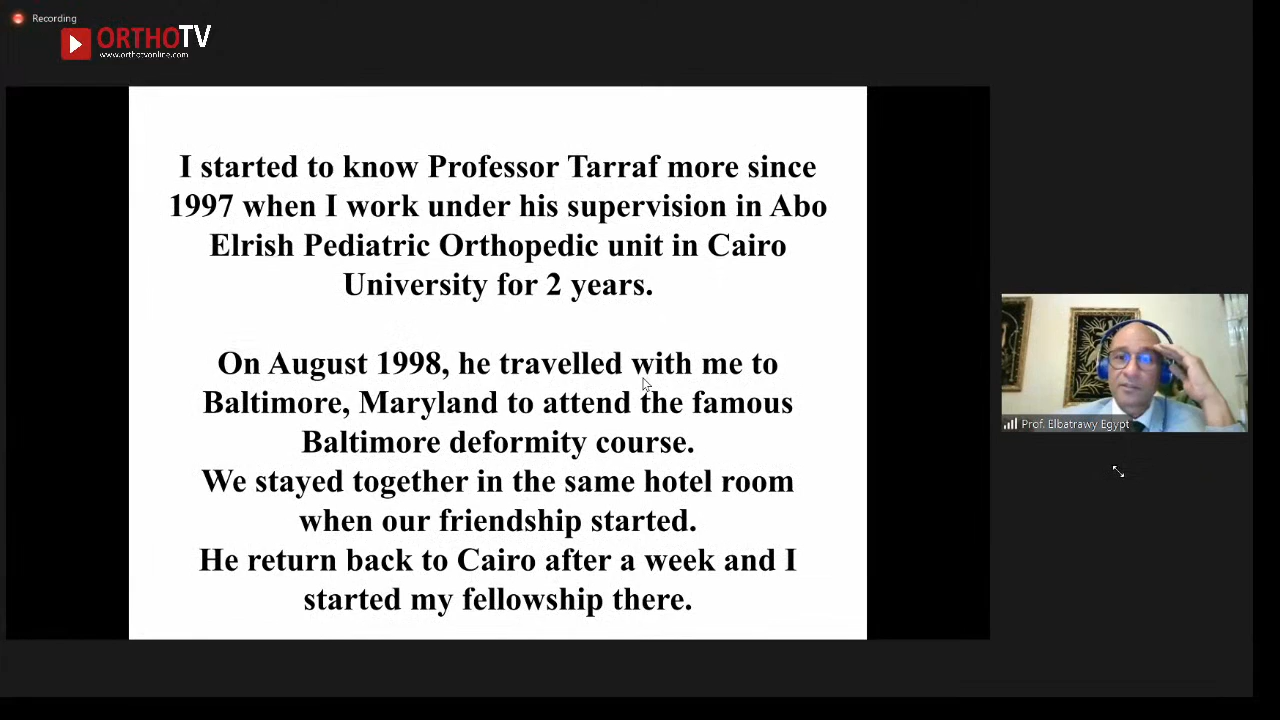 Recording
ORTHOTV
www.orthotvonline.com
I started to know Professor Tarraf more since
1997 when I work under his supervision in Abo
Elrish Pediatric Orthopedic unit in Cairo
University for 2 years.
On August 1998, he travelled with me to
Baltimore, Maryland to attend the famous
Baltimore deformity course.
We stayed together in the same hotel room
when our friendship started.
He return back to Cairo after a week and I
started my fellowship there.
Prof. Elbatrawy Egypt